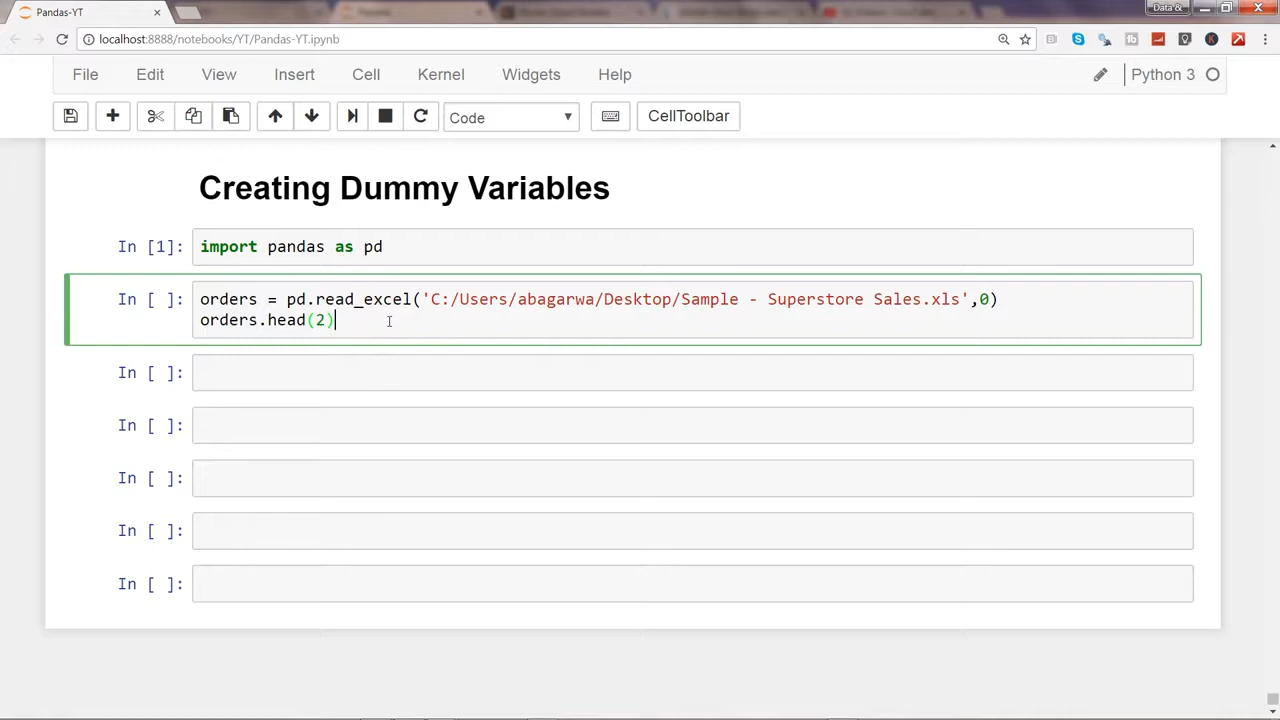 Pandas-YT
Data &
localhost:8888/notebooks/YT/Pandas-YT.ipynb
File Edit View Insert Cell Kernel Widgets Help
Python 3
Code
CellToolbar
Creating Dummy Variables
In [1]: import pandas as pd
In [ ]: orders = pd.read_excel('C:/Users/abagarwa/Desktop/Sample - Superstore Sales.xls',0)
orders.head(2)
In [ ]:
In [ ]:
In [ ]:
In [ ]:
In [ ]: